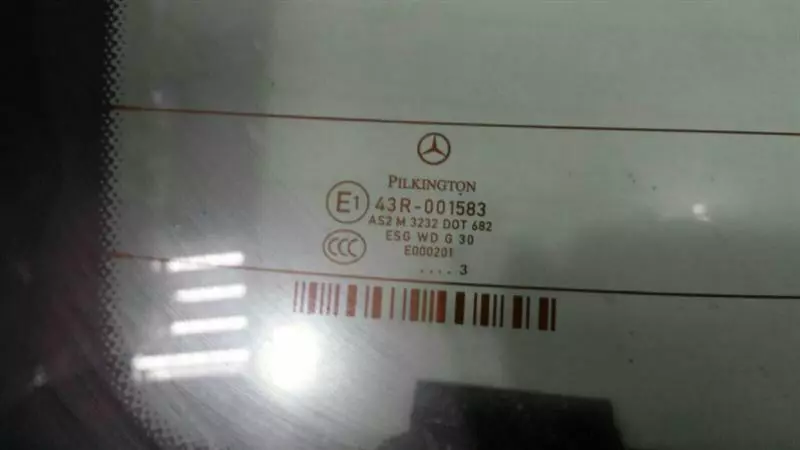 PILKINGTON
E1 43R-001583
AS2 M 3232 DOT 682
CCC ESG WD G 30
E000201
.... 3